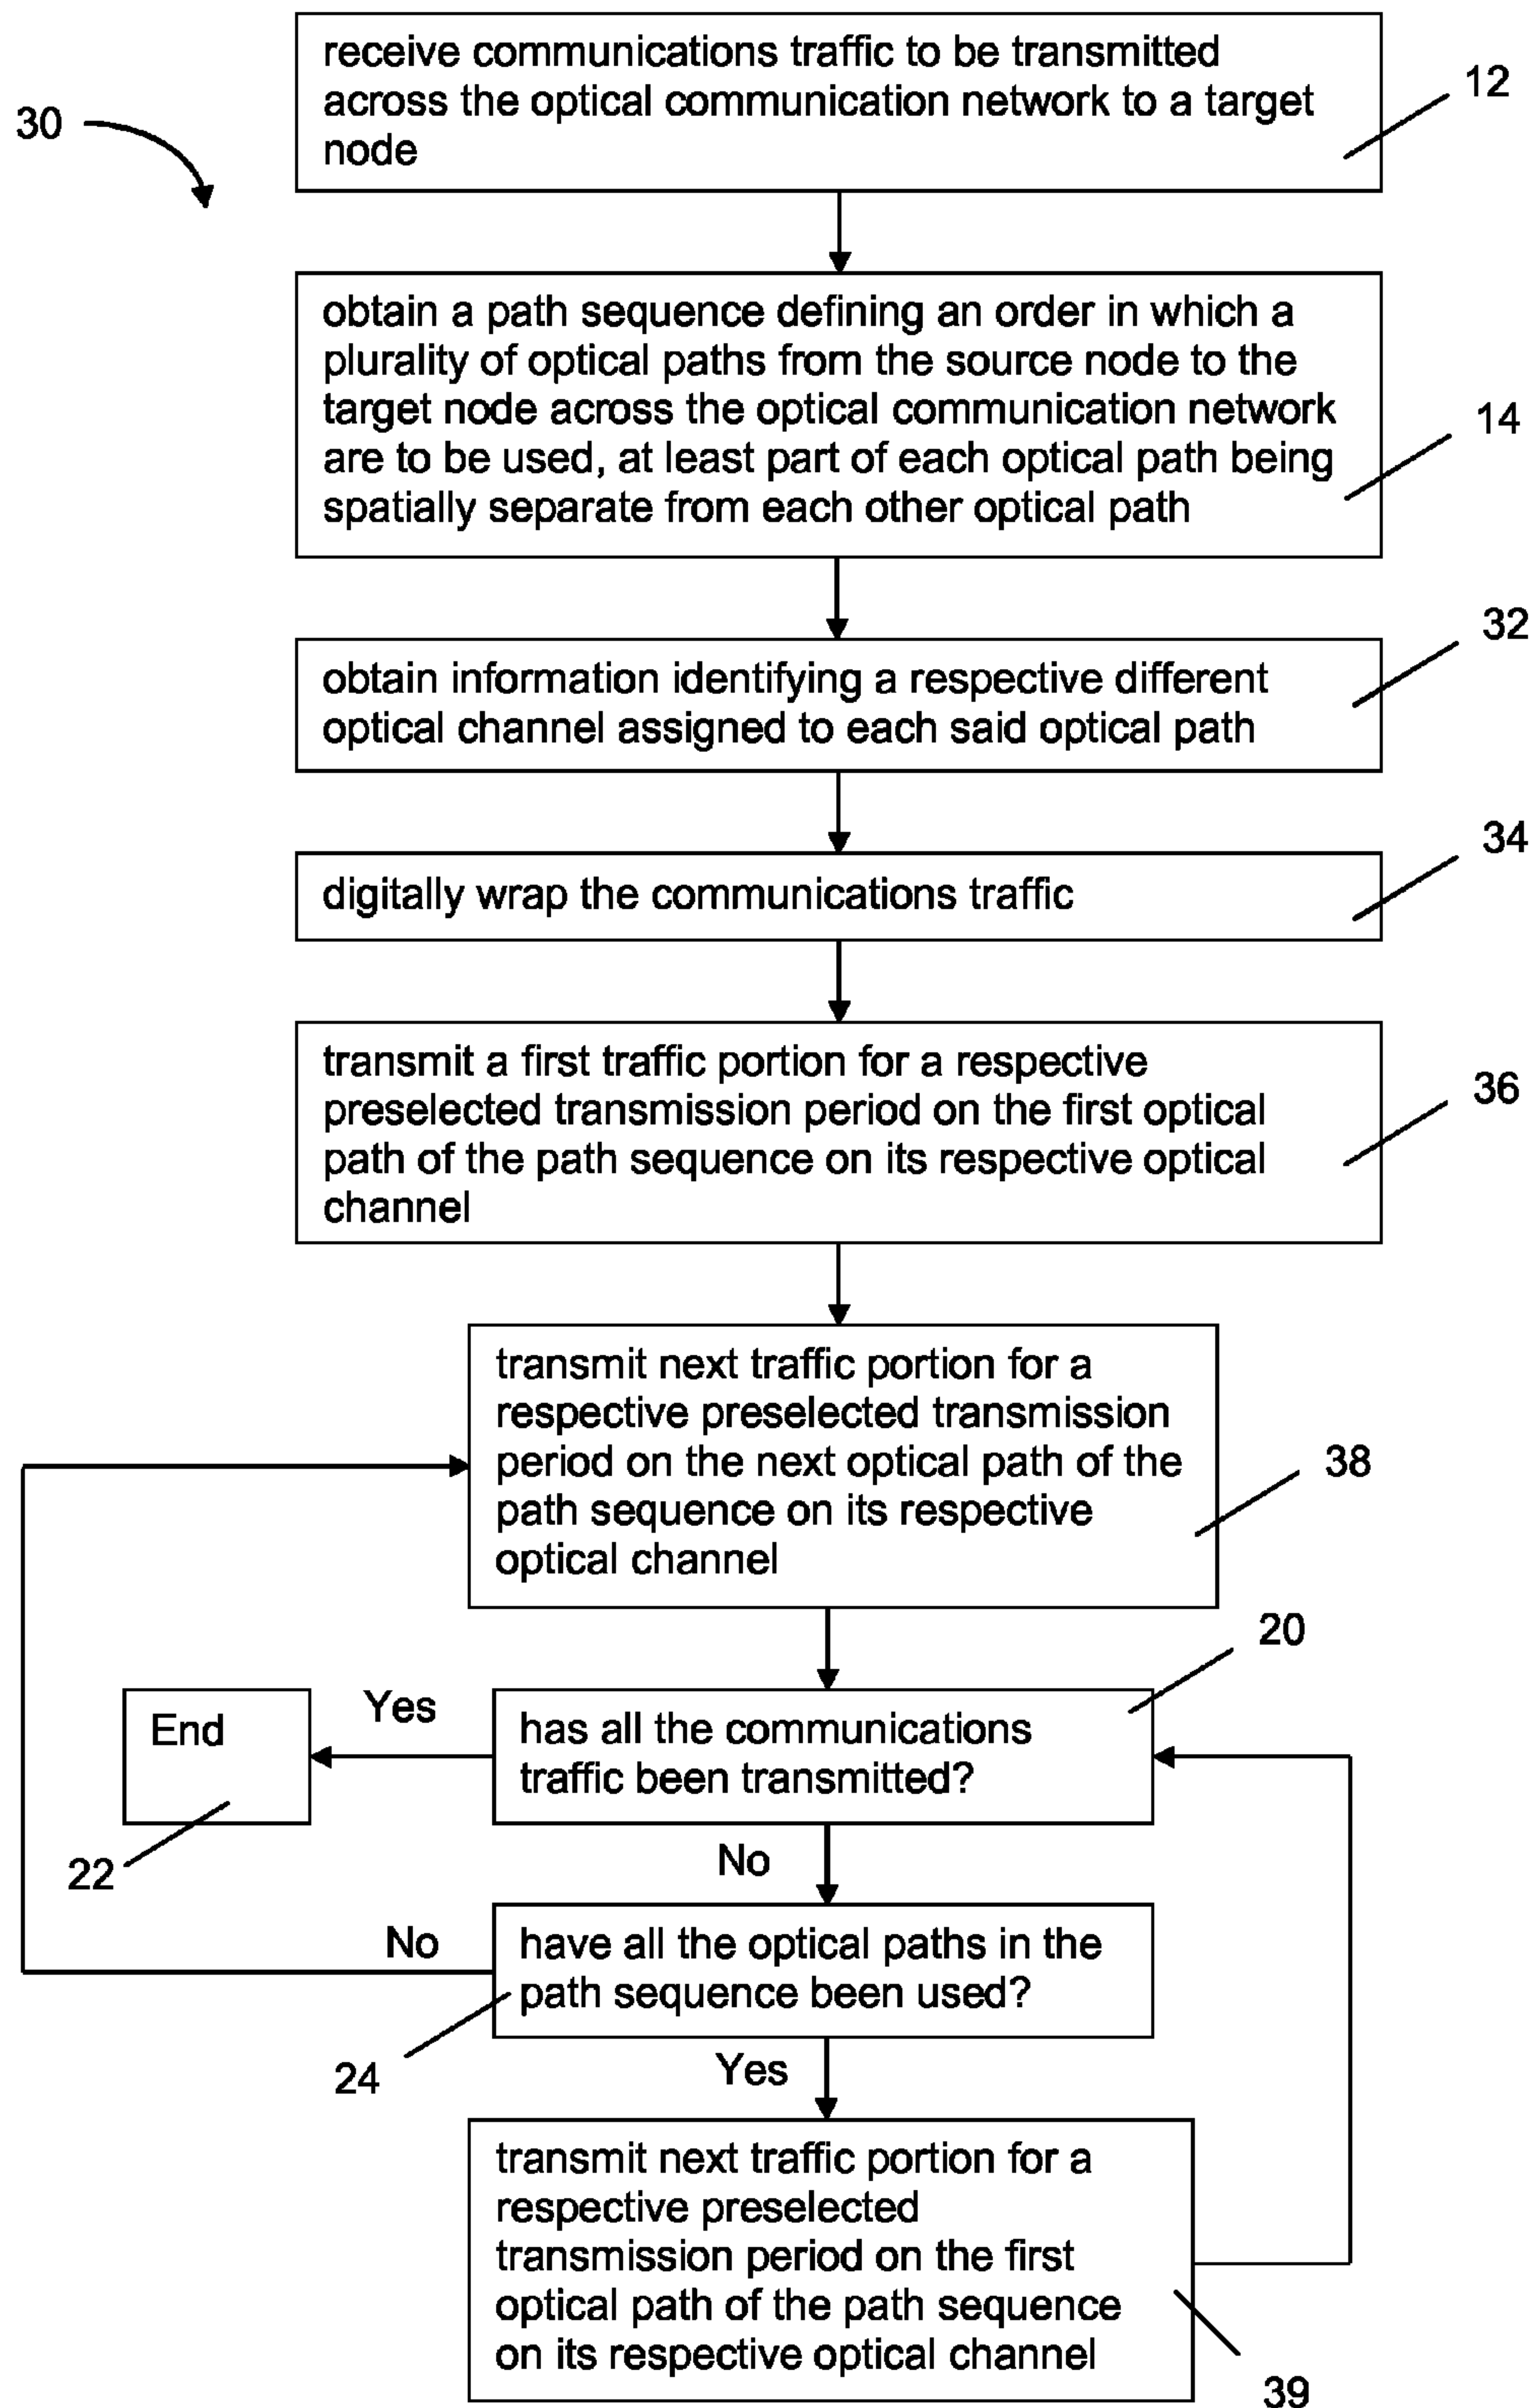 receive communications traffic to be transmitted
across the optical communication network to a target
node
12
30
obtain a path sequence defining an order in which a
plurality of optical paths from the source node to the
target node across the optical communication network
are to be used, at least part of each optical path being
spatially separate from each other optical path
14
obtain information identifying a respective different
optical channel assigned to each said optical path
32
digitally wrap the communications traffic
34
transmit a first traffic portion for a respective
preselected transmission period on the first optical
path of the path sequence on its respective optical
channel
36
transmit next traffic portion for a
respective preselected transmission
period on the next optical path of the
path sequence on its respective
optical channel
38
20
has all the communications
traffic been transmitted?
Yes
End
22
No
have all the optical paths in the
path sequence been used?
No
24
Yes
transmit next traffic portion for a
respective preselected
transmission period on the first
optical path of the path sequence
on its respective optical channel
39